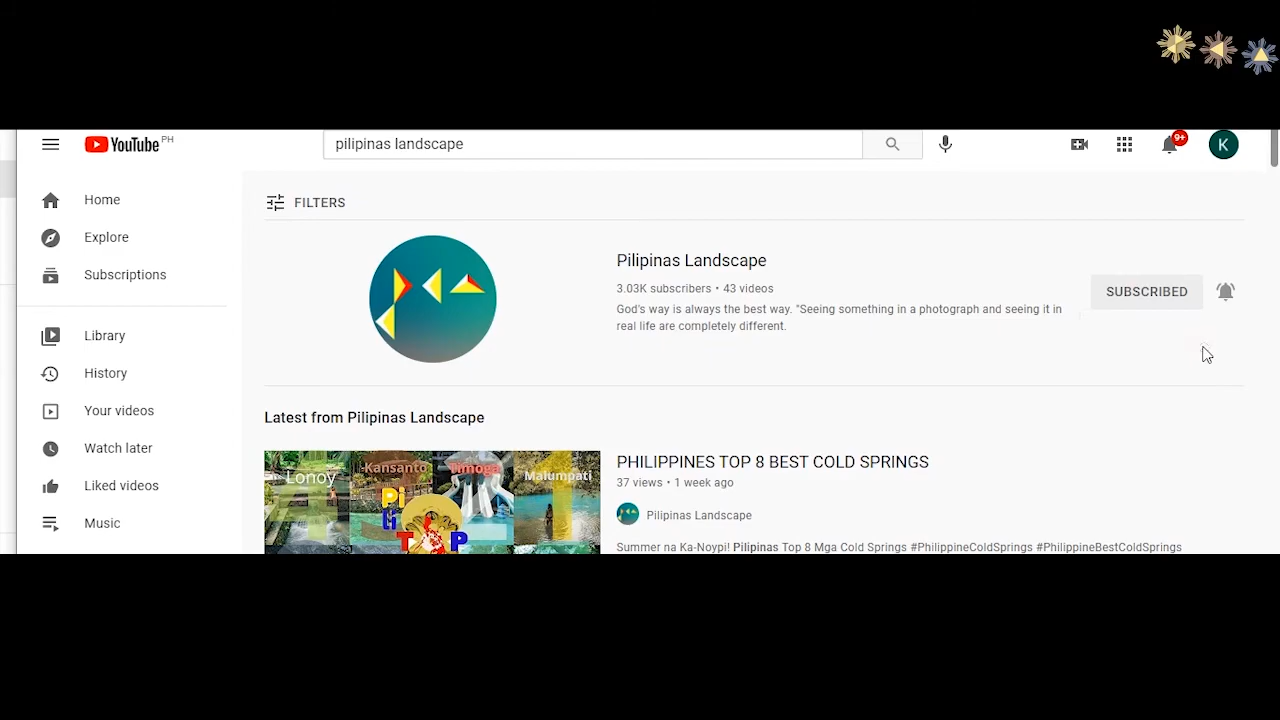 YouTube PH
pilipinas landscape
9+
K
Home
Explore
Subscriptions
Library
History
Your videos
Watch later
Liked videos
Music
FILTERS
Pilipinas Landscape
3.03K subscribers • 43 videos
God's way is always the best way. "Seeing something in a photograph and seeing it in
real life are completely different.
SUBSCRIBED
Latest from Pilipinas Landscape
Lonoy
Kansanto
Timoga
Malumpati
Pi
li
T
P
PHILIPPINES TOP 8 BEST COLD SPRINGS
37 views • 1 week ago
Pilipinas Landscape
Summer na Ka-Noypi! Pilipinas Top 8 Mga Cold Springs #PhilippineColdSprings #PhilippineBestColdSprings